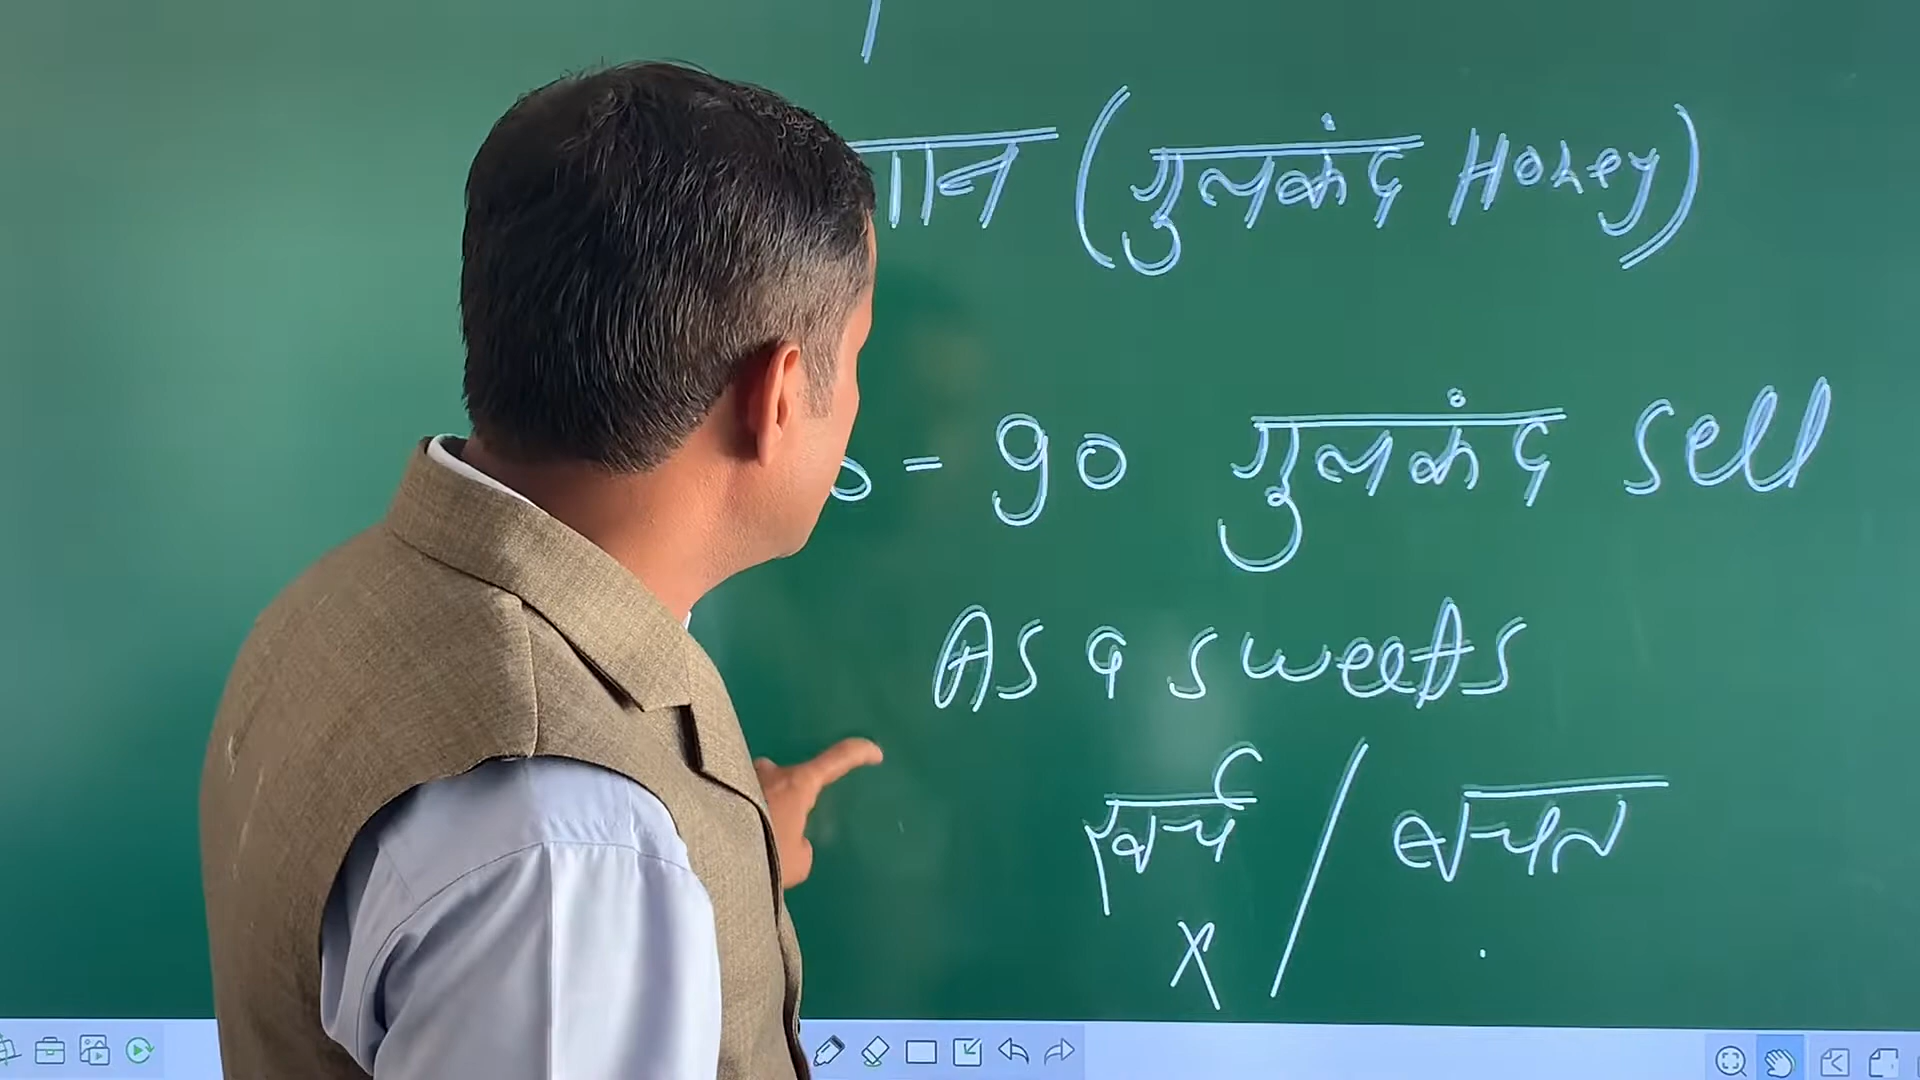 (गुलकंद Honey)
- 90 गुलकंद sell
As a sweets
खर्च / बचत
X